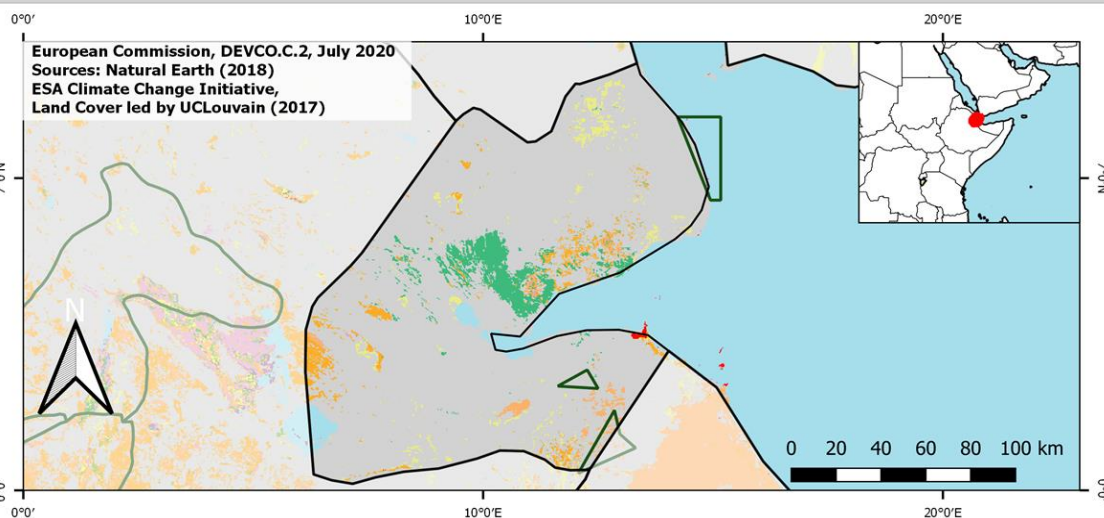 0°0′ 10°0′E 20°0′E
European Commission, DEVCO.C.2, July 2020
Sources: Natural Earth (2018)
ESA Climate Change Initiative,
Land Cover led by UCLouvain (2017)
N
0 20 40 60 80 100 km
0°0′ 10°0′E 20°0′E